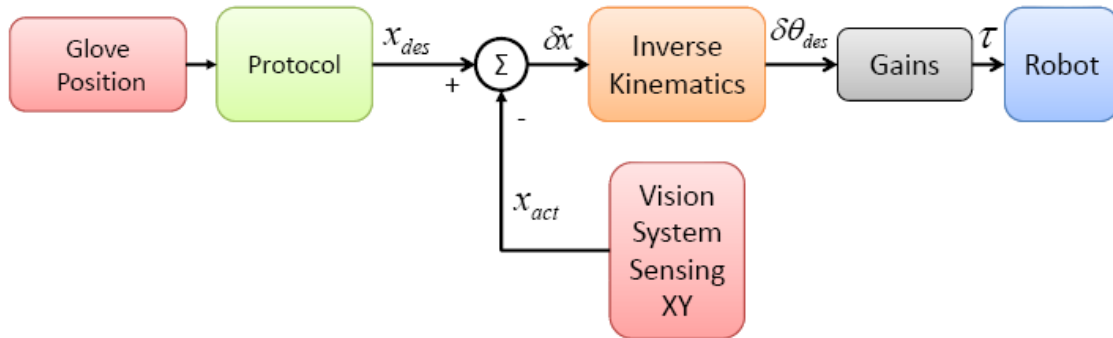 Glove
Position
Protocol
x_des
+
Σ
-
δx
Inverse
Kinematics
δθ_des
Gains
τ
Robot
x_act
Vision
System
Sensing
XY